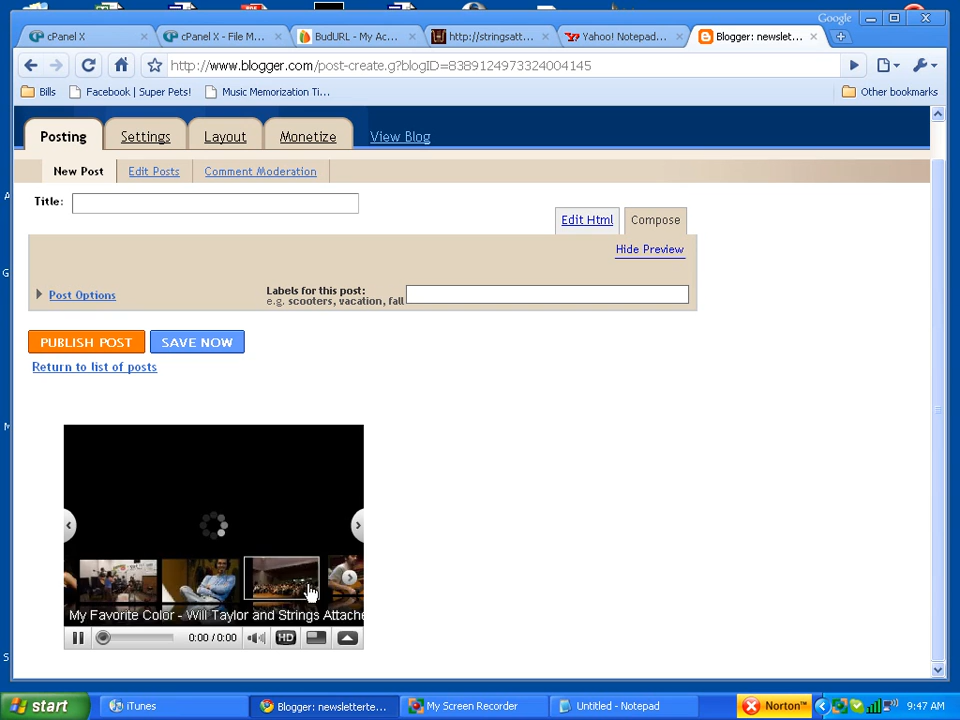 Google
cPanel X
cPanel X - File M...
BudURL - My Ac...
http://stringsatt...
Yahoo! Notepad...
Blogger: newslet...
http://www.blogger.com/post-create.g?blogID=8389124973324004145
Bills
Facebook | Super Pets!
Music Memorization Ti...
Other bookmarks
Posting
Settings
Layout
Monetize
View Blog
New Post
Edit Posts
Comment Moderation
Title:
Edit Html
Compose
Hide Preview
Post Options
Labels for this post:
e.g. scooters, vacation, fall
PUBLISH POST
SAVE NOW
Return to list of posts
My Favorite Color - Will Taylor and Strings Attache
0:00 / 0:00
HD
start
iTunes
Blogger: newsletterte...
My Screen Recorder
Untitled - Notepad
Norton™
9:47 AM